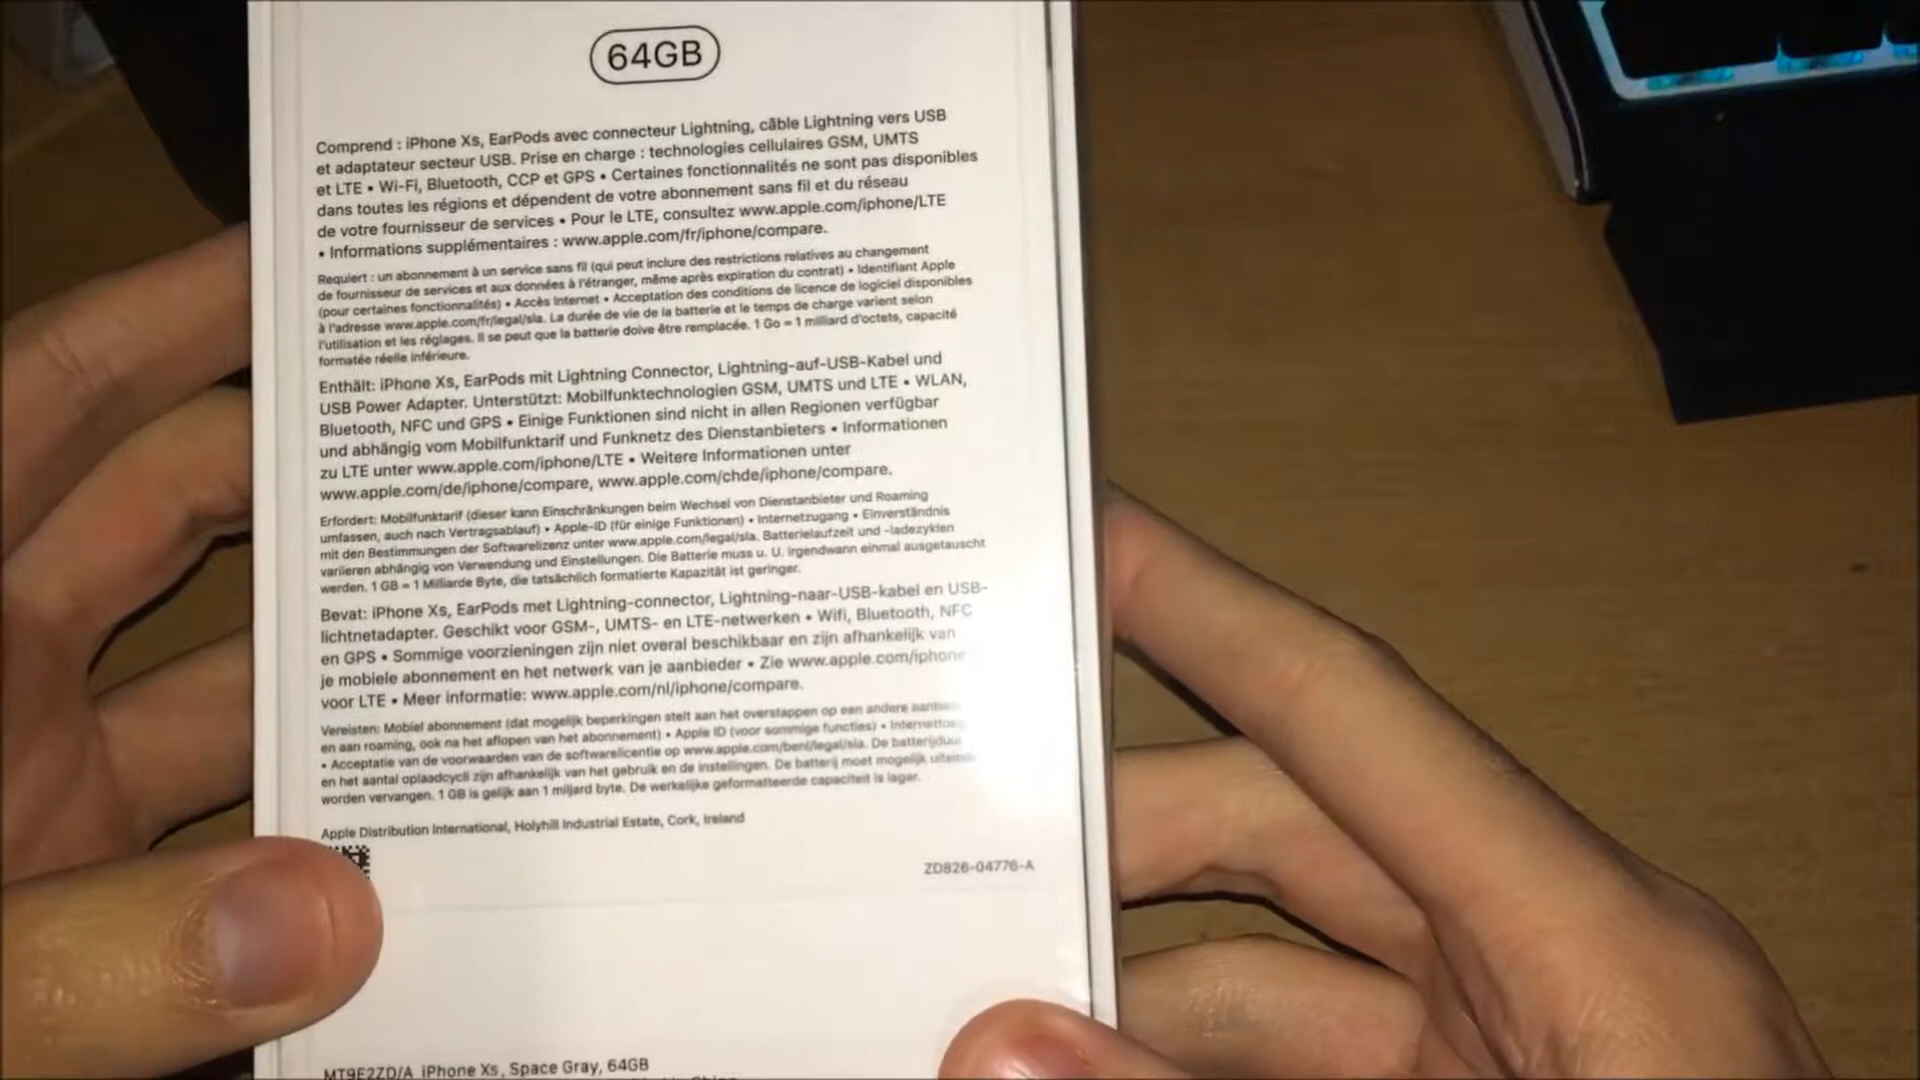 64GB
Comprend : iPhone Xs, EarPods avec connecteur Lightning, câble Lightning vers USB
et adaptateur secteur USB. Prise en charge : technologies cellulaires GSM, UMTS
et LTE • Wi-Fi, Bluetooth, CCP et GPS • Certaines fonctionnalités ne sont pas disponibles
dans toutes les régions et dépendent de votre abonnement sans fil et du réseau
de votre fournisseur de services • Pour le LTE, consultez www.apple.com/iphone/LTE
• Informations supplémentaires : www.apple.com/fr/iphone/compare.
Requiert : un abonnement à un service sans fil (qui peut inclure des restrictions relatives au changement
de fournisseur de services et aux données à l'étranger, même après expiration du contrat) • Identifiant Apple
(pour certaines fonctionnalités) • Accès Internet • Acceptation des conditions de licence de logiciel disponibles
à l'adresse www.apple.com/fr/legal/sla. La durée de vie de la batterie et le temps de charge varient selon
l'utilisation et les réglages. Il se peut que la batterie doive être remplacée. 1 Go = 1 milliard d'octets, capacité
formatée réelle inférieure.
Enthält: iPhone Xs, EarPods mit Lightning Connector, Lightning-auf-USB-Kabel und
USB Power Adapter. Unterstützt: Mobilfunktechnologien GSM, UMTS und LTE • WLAN,
Bluetooth, NFC und GPS • Einige Funktionen sind nicht in allen Regionen verfügbar
und abhängig vom Mobilfunktarif und Funknetz des Dienstanbieters • Informationen
zu LTE unter www.apple.com/iphone/LTE • Weitere Informationen unter
www.apple.com/de/iphone/compare, www.apple.com/chde/iphone/compare.
Erfordert: Mobilfunktarif (dieser kann Einschränkungen beim Wechsel von Dienstanbieter und Roaming
umfassen, auch nach Vertragsablauf) • Apple-ID (für einige Funktionen) • Internetzugang • Einverständnis
mit den Bestimmungen der Softwarelizenz unter www.apple.com/legal/sla. Batterielaufzeit und -ladezyklen
variieren abhängig von Verwendung und Einstellungen. Die Batterie muss u. U. irgendwann einmal ausgetauscht
werden. 1 GB = 1 Milliarde Byte, die tatsächlich formatierte Kapazität ist geringer.
Bevat: iPhone Xs, EarPods met Lightning-connector, Lightning-naar-USB-kabel en USB-
lichtnetadapter. Geschikt voor GSM-, UMTS- en LTE-netwerken • Wifi, Bluetooth, NFC
en GPS • Sommige voorzieningen zijn niet overal beschikbaar en zijn afhankelijk van
je mobiele abonnement en het netwerk van je aanbieder • Zie www.apple.com/iphone
voor LTE • Meer informatie: www.apple.com/nl/iphone/compare.
Vereisten: Mobiel abonnement (dat mogelijk beperkingen stelt aan het overstappen op een andere
en aan roaming, ook na het aflopen van het abonnement) • Apple ID (voor sommige functies) •
• Acceptatie van de voorwaarden van de softwarelicentie op www.apple.com/benl/legal/sla. De batterijduur
en het aantal oplaadcycli zijn afhankelijk van het gebruik en de instellingen. De batterij moet mogelijk
worden vervangen. 1 GB is gelijk aan 1 miljard byte. De werkelijke geformatteerde capaciteit is lager.
Apple Distribution International, Holyhill Industrial Estate, Cork, Ireland
ZD826-04776-A
MT9E2ZD/A iPhone Xs, Space Gray, 64GB